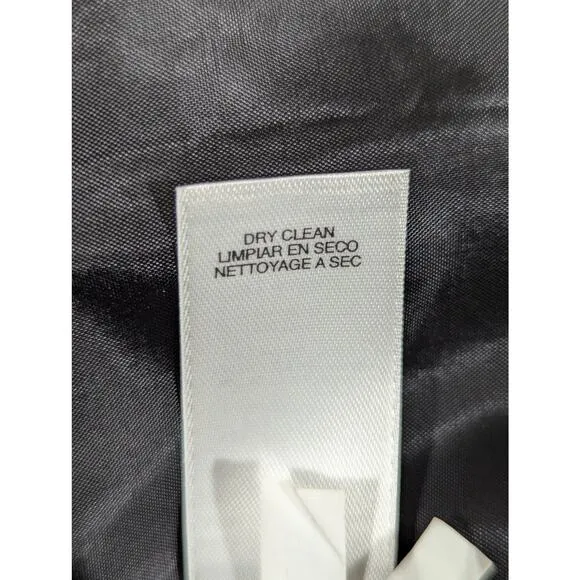 DRY CLEAN
LIMPIAR EN SECO
NETTOYAGE A SEC